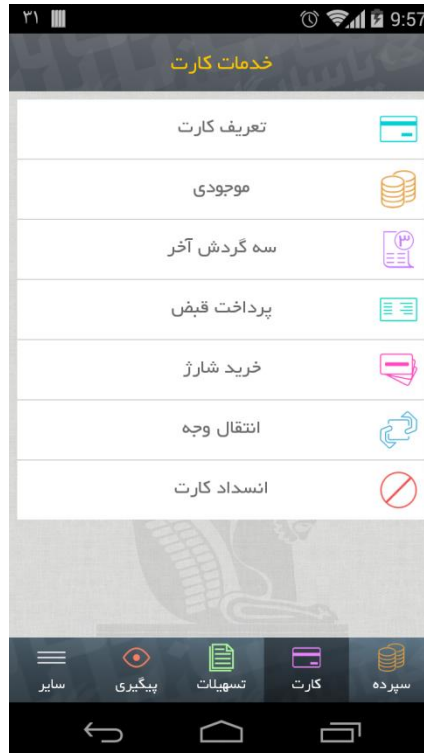 ۳۱ 9:57
خدمات کارت
تعریف کارت
موجودی
سه گردش آخر
۳
پرداخت قبض
خرید شارژ
انتقال وجه
انسداد کارت
سپرده
کارت
تسهیلات
پیگیری
سایر